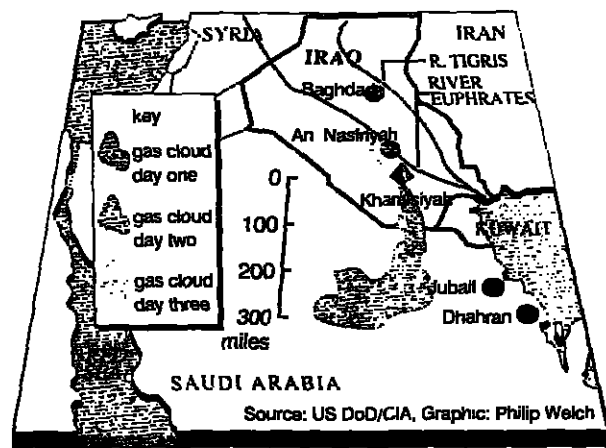 SYRIA
IRAN
IRAQ
R. TIGRIS
Baghdad
RIVER
EUPHRATES
key
gas cloud
day one
An Nasiriyah
0
gas cloud
day two
Khamisiyah
100
KUWAIT
200
gas cloud
day three
Jubail
300
miles
Dhahran
SAUDI ARABIA
Source: US DoD/CIA, Graphic: Philip Welch